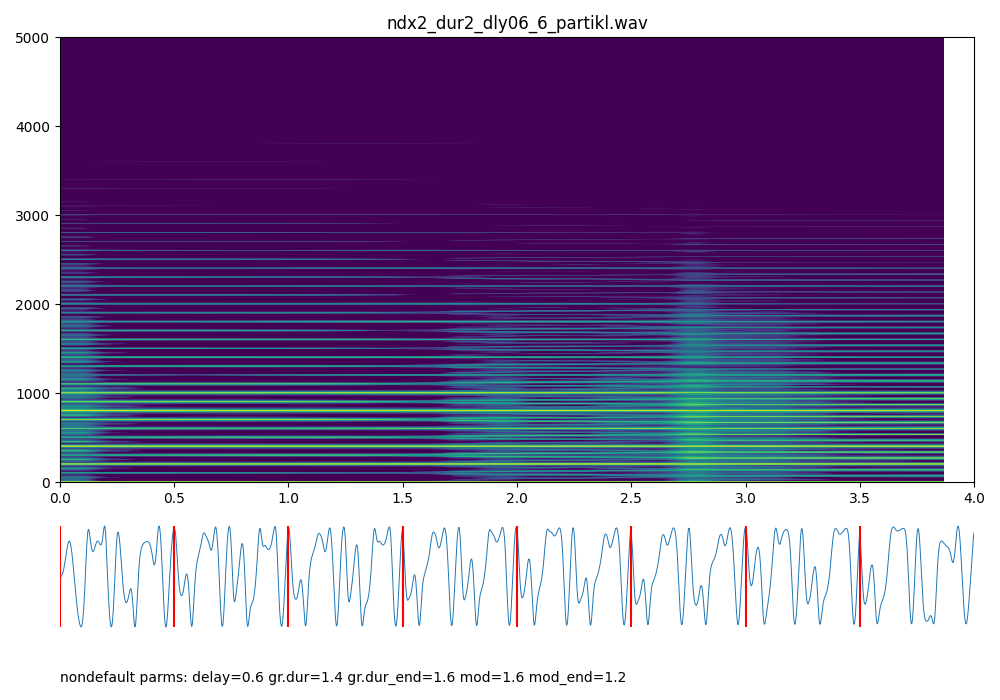 ndx2_dur2_dly06_6_partikl.wav
5000
4000
3000
2000
1000
0
0.0 0.5 1.0 1.5 2.0 2.5 3.0 3.5 4.0
nondefault parms: delay=0.6 gr.dur=1.4 gr.dur_end=1.6 mod=1.6 mod_end=1.2